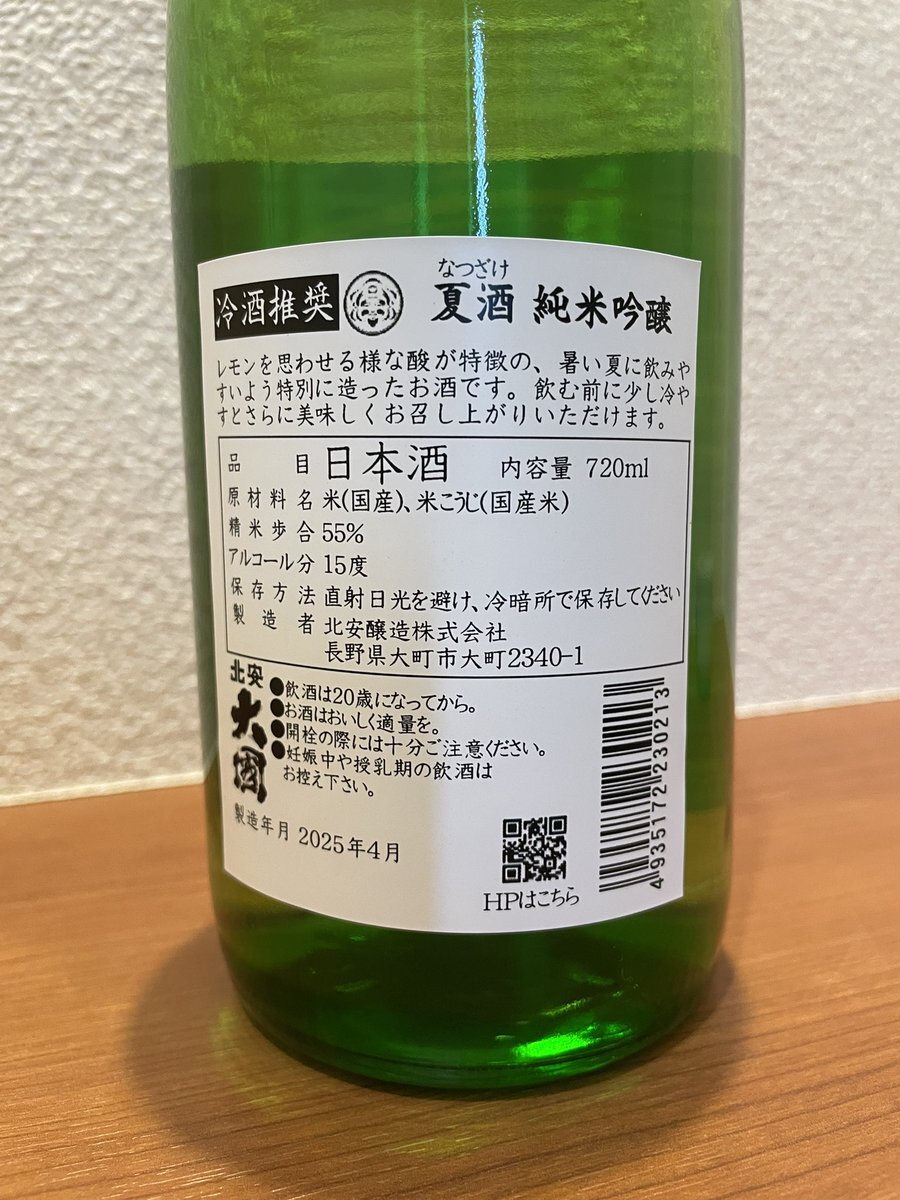 なつざけ
冷酒推奨 夏酒 純米吟醸
レモンを思わせる様な酸が特徴の、暑い夏に飲みや
すいよう特別に造ったお酒です。飲む前に少し冷や
すとさらに美味しくお召し上がりいただけます。
品目 日本酒 内容量 720ml
原材料名 米(国産)、米こうじ(国産米)
精米歩合 55%
アルコール分 15度
保存方法 直射日光を避け、冷暗所で保存してください
製造者 北安醸造株式会社
長野県大町市大町2340-1
北安
大國
●飲酒は20歳になってから。
●お酒はおいしく適量を。
●開栓の際には十分ご注意ください。
●妊娠中や授乳期の飲酒は
お控え下さい。
製造年月 2025年4月
HPはこちら
4935172230213